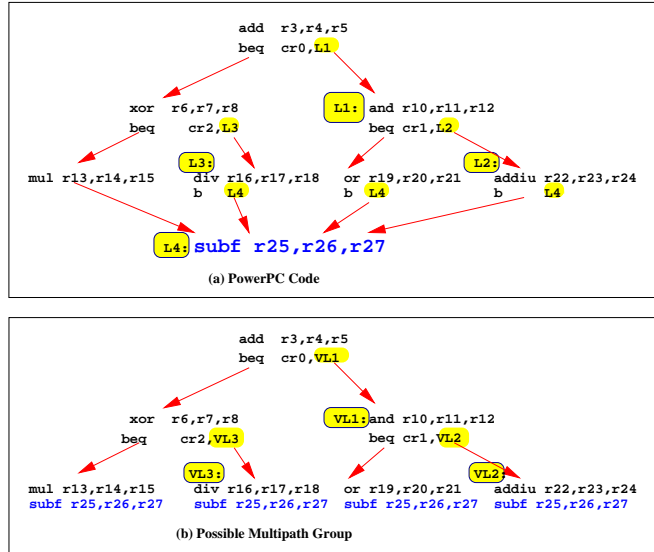 add r3,r4,r5
beq cr0,L1
xor r6,r7,r8 L1: and r10,r11,r12
beq cr2,L3 beq cr1,L2
L3: L2:
mul r13,r14,r15 div r16,r17,r18 or r19,r20,r21 addiu r22,r23,r24
b L4 b L4 b L4
L4: subf r25,r26,r27
(a) PowerPC Code
add r3,r4,r5
beq cr0,VL1
xor r6,r7,r8 VL1: and r10,r11,r12
beq cr2,VL3 beq cr1,VL2
VL3: VL2:
mul r13,r14,r15 div r16,r17,r18 or r19,r20,r21 addiu r22,r23,r24
subf r25,r26,r27 subf r25,r26,r27 subf r25,r26,r27 subf r25,r26,r27
(b) Possible Multipath Group